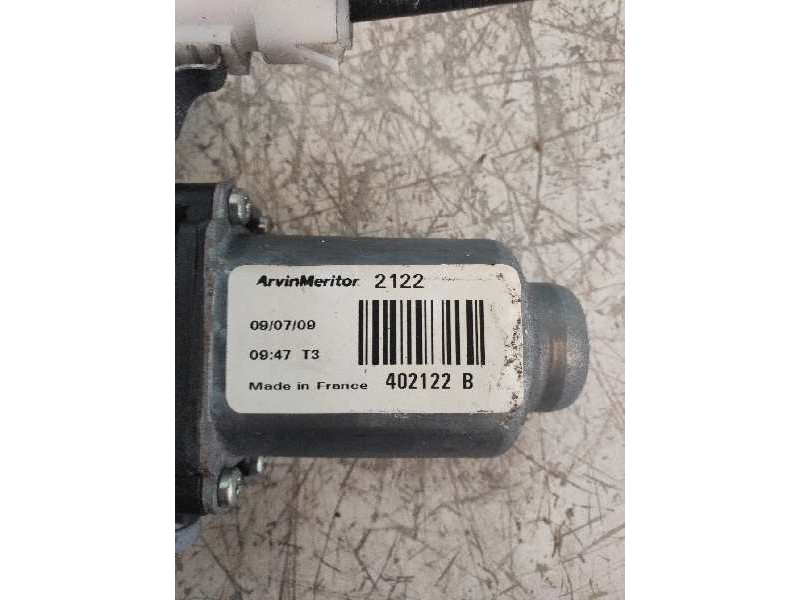 ArvinMeritor 2122
09/07/09
09:47 T3
Made in France 402122 B